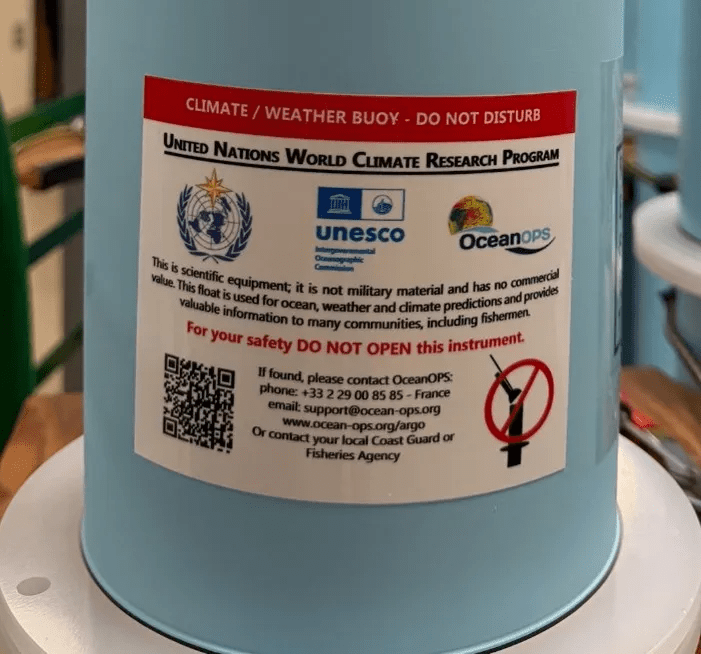 CLIMATE / WEATHER BUOY - DO NOT DISTURB
UNITED NATIONS WORLD CLIMATE RESEARCH PROGRAM
unesco
Intergovernmental
Oceanographic
Commission
OceanOPS
This is scientific equipment; it is not military material and has no commercial
value. This float is used for ocean, weather and climate predictions and provides
valuable information to many communities, including fishermen.
For your safety DO NOT OPEN this instrument.
If found, please contact OceanOPS:
phone: +33 2 29 00 85 85 - France
email: support@ocean-ops.org
www.ocean-ops.org/argo
Or contact your local Coast Guard or
Fisheries Agency